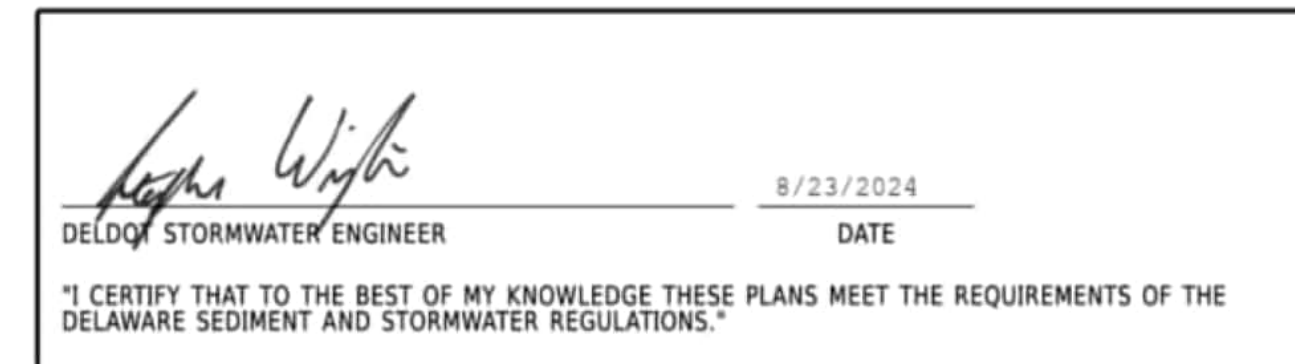 8/23/2024
DELDOT STORMWATER ENGINEER DATE
"I CERTIFY THAT TO THE BEST OF MY KNOWLEDGE THESE PLANS MEET THE REQUIREMENTS OF THE
DELAWARE SEDIMENT AND STORMWATER REGULATIONS."